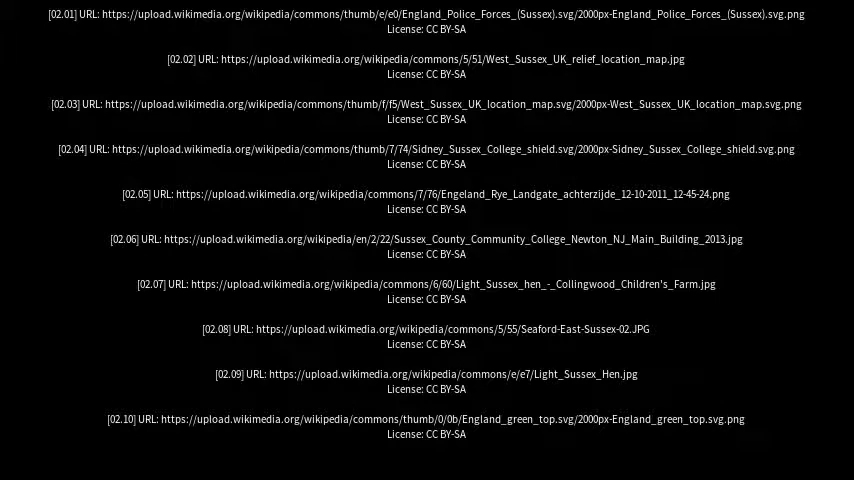 [02.01] URL: https://upload.wikimedia.org/wikipedia/commons/thumb/e/e0/England_Police_Forces_(Sussex).svg/2000px-England_Police_Forces_(Sussex).svg.png
License: CC BY-SA
[02.02] URL: https://upload.wikimedia.org/wikipedia/commons/5/51/West_Sussex_UK_relief_location_map.jpg
License: CC BY-SA
[02.03] URL: https://upload.wikimedia.org/wikipedia/commons/thumb/f/f5/West_Sussex_UK_location_map.svg/2000px-West_Sussex_UK_location_map.svg.png
License: CC BY-SA
[02.04] URL: https://upload.wikimedia.org/wikipedia/commons/thumb/7/74/Sidney_Sussex_College_shield.svg/2000px-Sidney_Sussex_College_shield.svg.png
License: CC BY-SA
[02.05] URL: https://upload.wikimedia.org/wikipedia/commons/7/76/Engeland_Rye_Landgate_achterzijde_12-10-2011_12-45-24.png
License: CC BY-SA
[02.06] URL: https://upload.wikimedia.org/wikipedia/en/2/22/Sussex_County_Community_College_Newton_NJ_Main_Building_2013.jpg
License: CC BY-SA
[02.07] URL: https://upload.wikimedia.org/wikipedia/commons/6/60/Light_Sussex_hen_-_Collingwood_Children's_Farm.jpg
License: CC BY-SA
[02.08] URL: https://upload.wikimedia.org/wikipedia/commons/5/55/Seaford-East-Sussex-02.JPG
License: CC BY-SA
[02.09] URL: https://upload.wikimedia.org/wikipedia/commons/e/e7/Light_Sussex_Hen.jpg
License: CC BY-SA
[02.10] URL: https://upload.wikimedia.org/wikipedia/commons/thumb/0/0b/England_green_top.svg/2000px-England_green_top.svg.png
License: CC BY-SA